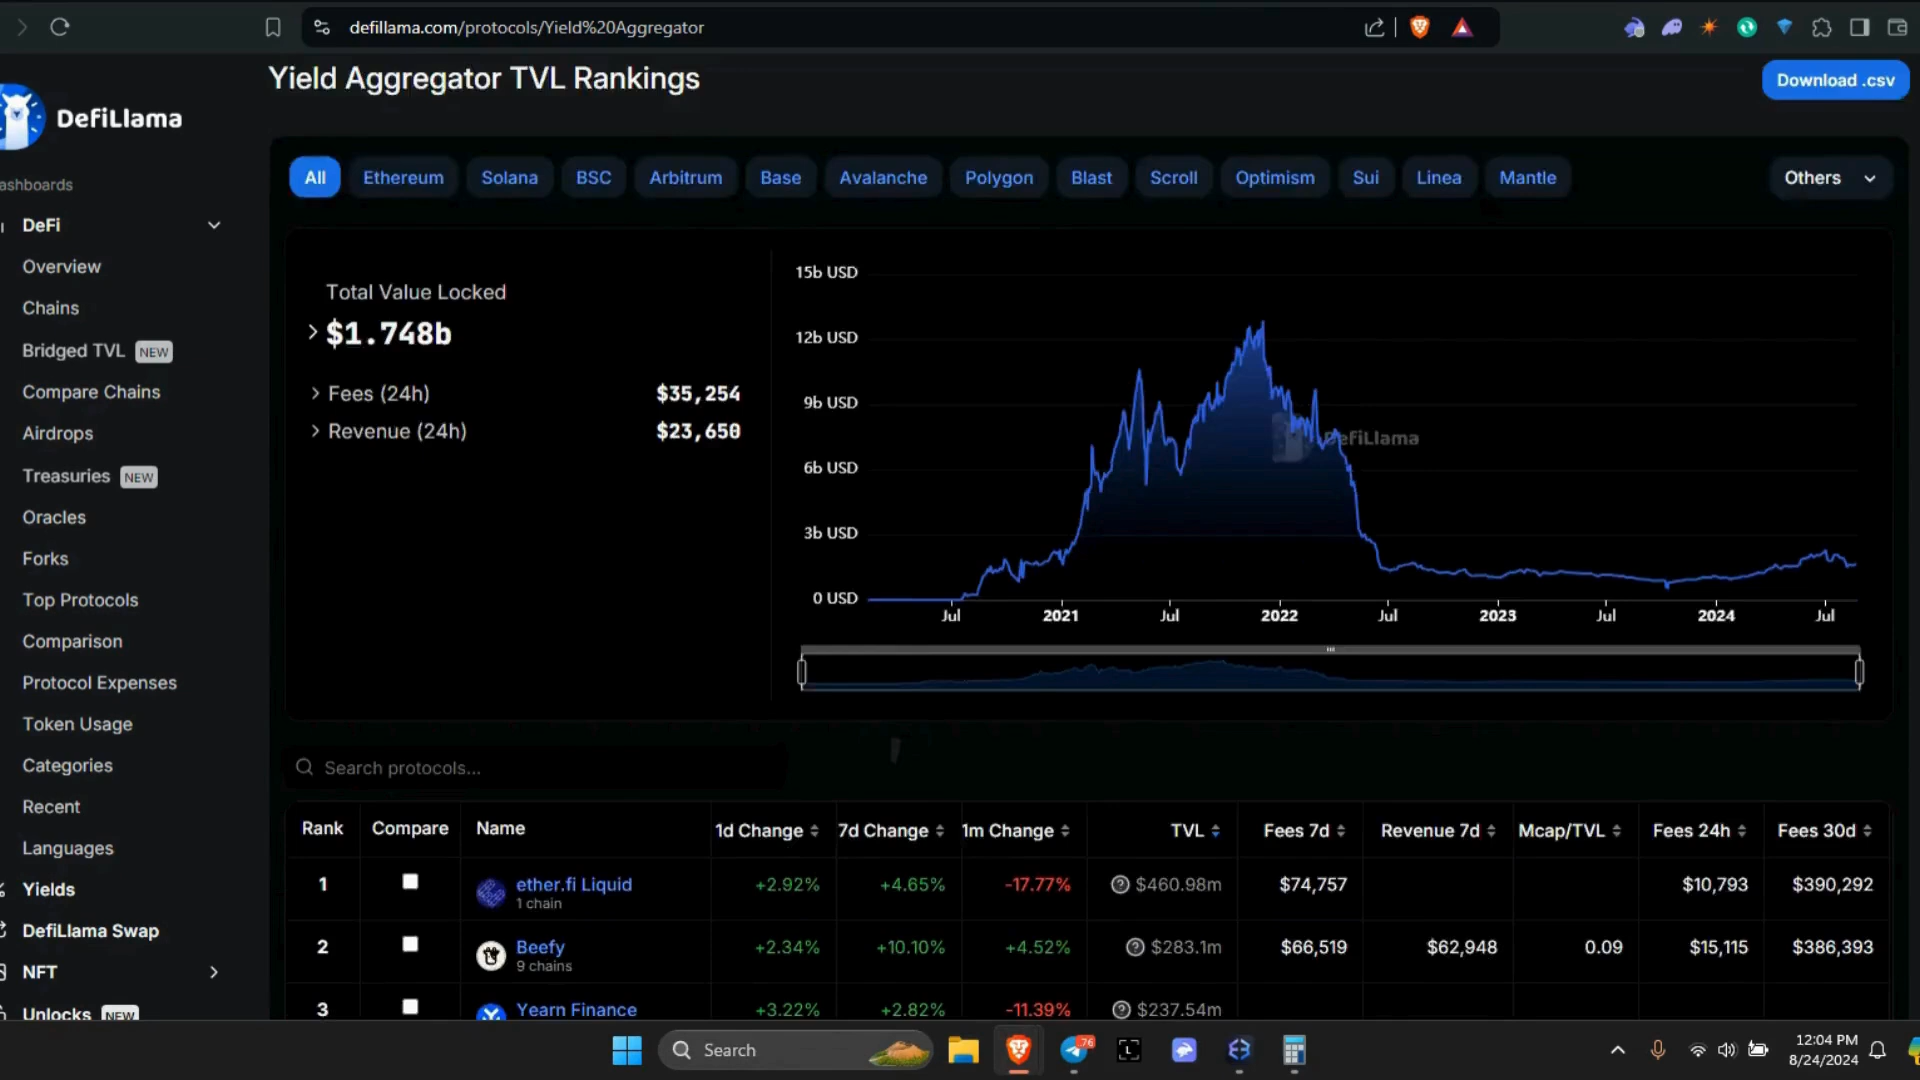 defillama.com/protocols/Yield%20Aggregator
Yield Aggregator TVL Rankings
Download .csv
DefiLlama
ashboards
DeFi
Overview
Chains
Bridged TVL NEW
Compare Chains
Airdrops
Treasuries NEW
Oracles
Forks
Top Protocols
Comparison
Protocol Expenses
Token Usage
Categories
Recent
Languages
Yields
DefiLlama Swap
NFT
Unlocks NEW
All Ethereum Solana BSC Arbitrum Base Avalanche Polygon Blast Scroll Optimism Sui Linea Mantle Others
Total Value Locked
$1.748b
Fees (24h) $35,254
Revenue (24h) $23,650
15b USD
12b USD
9b USD
6b USD
3b USD
0 USD
DefiLlama
Jul 2021 Jul 2022 Jul 2023 Jul 2024 Jul
Search protocols...
Rank Compare Name 1d Change 7d Change 1m Change TVL Fees 7d Revenue 7d Mcap/TVL Fees 24h Fees 30d
1 ether.fi Liquid +2.92% +4.65% -17.77% $460.98m $74,757 $10,793 $390,292
1 chain
2 Beefy +2.34% +10.10% +4.52% $283.1m $66,519 $62,948 0.09 $15,115 $386,393
9 chains
3 Yearn Finance +3.22% +2.82% -11.39% $237.54m
Search
76
12:04 PM
8/24/2024